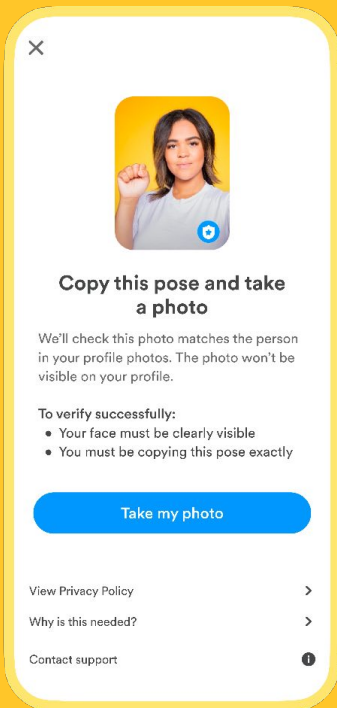 Copy this pose and take
a photo
We'll check this photo matches the person
in your profile photos. The photo won't be
visible on your profile.
To verify successfully:
• Your face must be clearly visible
• You must be copying this pose exactly
Take my photo
View Privacy Policy
Why is this needed?
Contact support